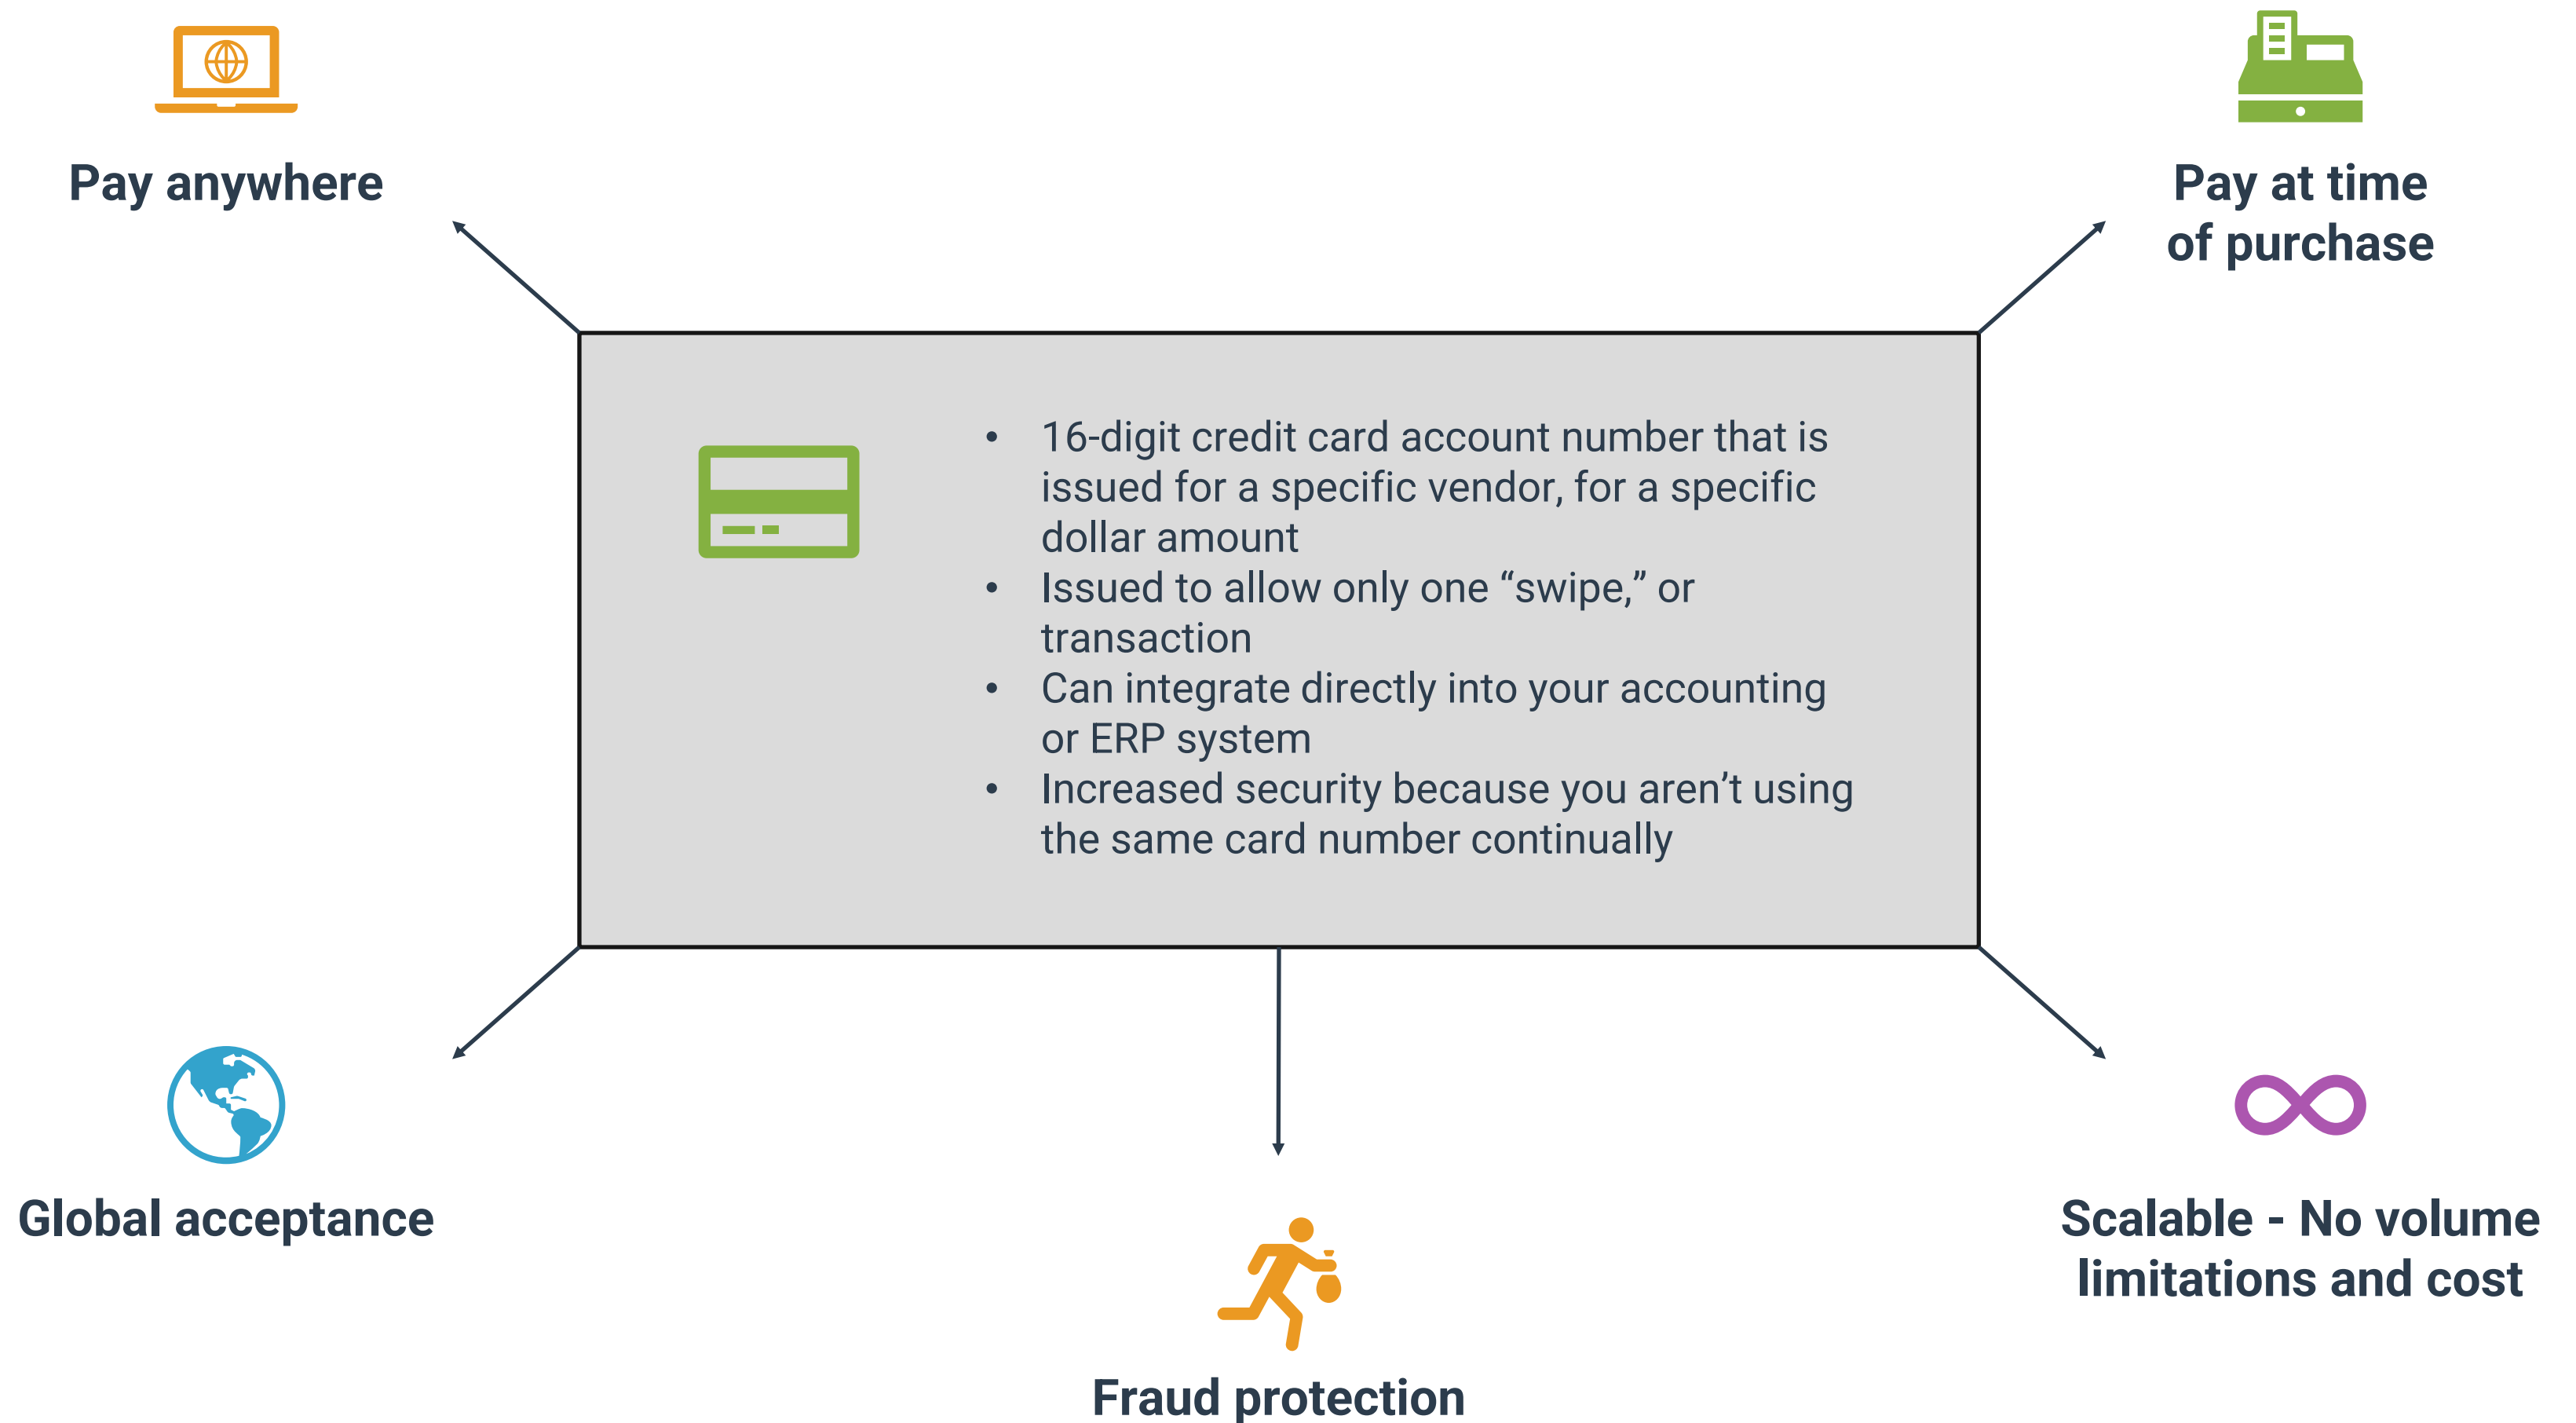 Pay anywhere
Pay at time
of purchase
• 16-digit credit card account number that is
issued for a specific vendor, for a specific
dollar amount
• Issued to allow only one “swipe,” or
transaction
• Can integrate directly into your accounting
or ERP system
• Increased security because you aren’t using
the same card number continually
Global acceptance
Scalable - No volume
limitations and cost
Fraud protection